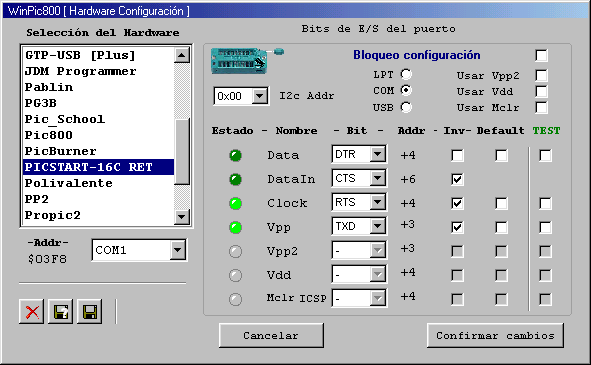 WinPic800 [ Hardware Configuración ]
Selección del Hardware
GTP-USB [Plus]
JDM Programmer
Pablin
PG3B
Pic_School
Pic800
PicBurner
PICSTART-16C RET
Polivalente
PP2
Propic2
-Addr-
$03F8
COM1
Bits de E/S del puerto
Bloqueo configuración
0x00 I2c Addr
LPT Usar Vpp2
COM Usar Vdd
USB Usar Mclr
Estado - Nombre - Bit - Addr - Inv- Default TEST
Data DTR +4
DataIn CTS +6
Clock RTS +4
Vpp TXD +3
Vpp2 - +3
Vdd - +4
Mclr ICSP - +4
Cancelar Confirmar cambios